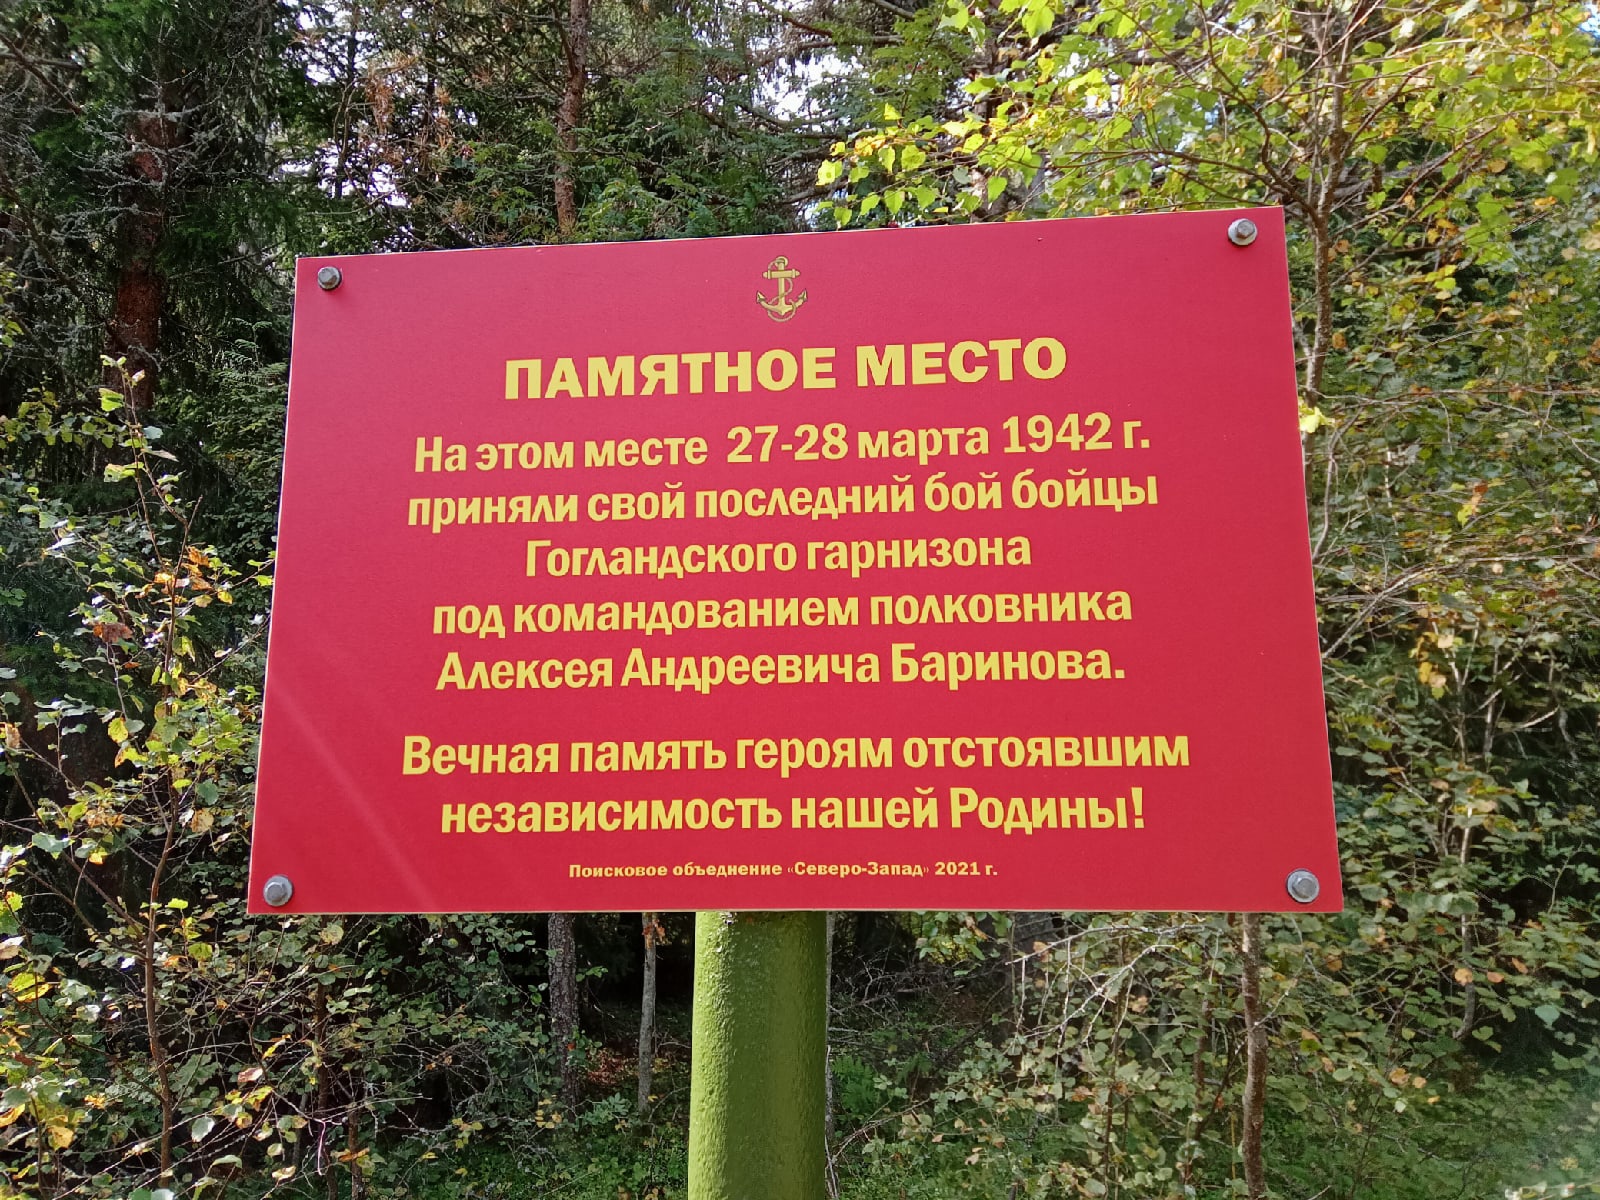 ПАМЯТНОЕ МЕСТО
На этом месте 27-28 марта 1942 г.
приняли свой последний бой бойцы
Гогландского гарнизона
под командованием полковника
Алексея Андреевича Баринова.
Вечная память героям отстоявшим
независимость нашей Родины!
Поисковое объеднение «Северо-Запад» 2021 г.